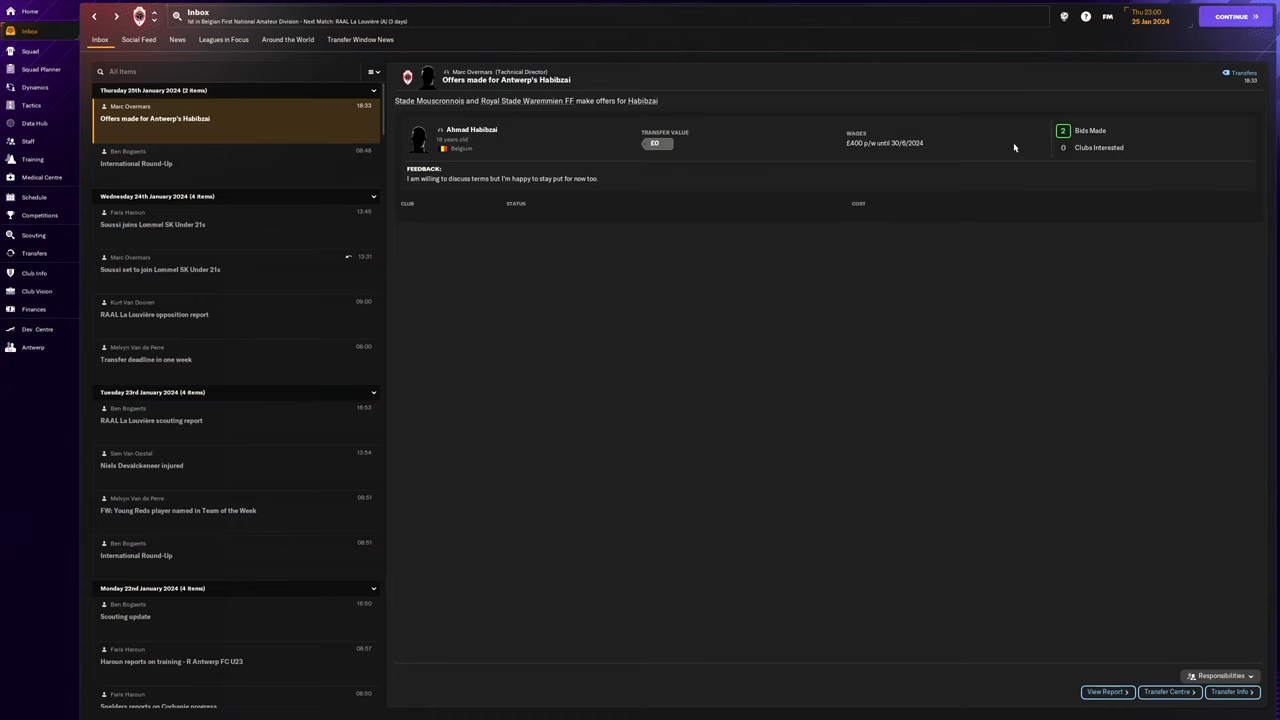 Home
Inbox
Squad
Squad Planner
Dynamics
Tactics
Data Hub
Staff
Training
Medical Centre
Schedule
Competitions
Scouting
Transfers
Club Info
Club Vision
Finances
Dev. Centre
Antwerp
Inbox
1st in Belgian First National Amateur Division - Next Match: RAAL La Louvière (A) (3 days)
FM
Thu 23:00
25 Jan 2024
CONTINUE
Inbox
Social Feed
News
Leagues in Focus
Around the World
Transfer Window News
All Items
Thursday 25th January 2024 (2 items)
Marc Overmars 18:33
Offers made for Antwerp's Habibzai
Ben Bogaerts 08:48
International Round-Up
Wednesday 24th January 2024 (4 items)
Faris Haroun 13:45
Soussi joins Lommel SK Under 21s
Marc Overmars 13:31
Soussi set to join Lommel SK Under 21s
Kurt Van Dooren 09:00
RAAL La Louvière opposition report
Melvyn Van de Perre 08:00
Transfer deadline in one week
Tuesday 23rd January 2024 (4 items)
Ben Bogaerts 16:53
RAAL La Louvière scouting report
Sam Van Opstal 13:54
Niels Devalckeneer injured
Melvyn Van de Perre 08:51
FW: Young Reds player named in Team of the Week
Ben Bogaerts 08:51
International Round-Up
Monday 22nd January 2024 (4 items)
Ben Bogaerts 16:50
Scouting update
Faris Haroun 08:57
Haroun reports on training - R Antwerp FC U23
Faris Haroun 08:50
Snelders reports on Corbanie progress
Marc Overmars (Technical Director)
Offers made for Antwerp's Habibzai
Transfers
18:33
Stade Mouscronnois and Royal Stade Waremmien FF make offers for Habibzai
Ahmad Habibzai
19 years old
Belgium
TRANSFER VALUE
£0
WAGES
£400 p/w until 30/6/2024
2 Bids Made
0 Clubs Interested
FEEDBACK:
I am willing to discuss terms but I'm happy to stay put for now too.
CLUB STATUS COST
Responsibilities
View Report
Transfer Centre
Transfer Info